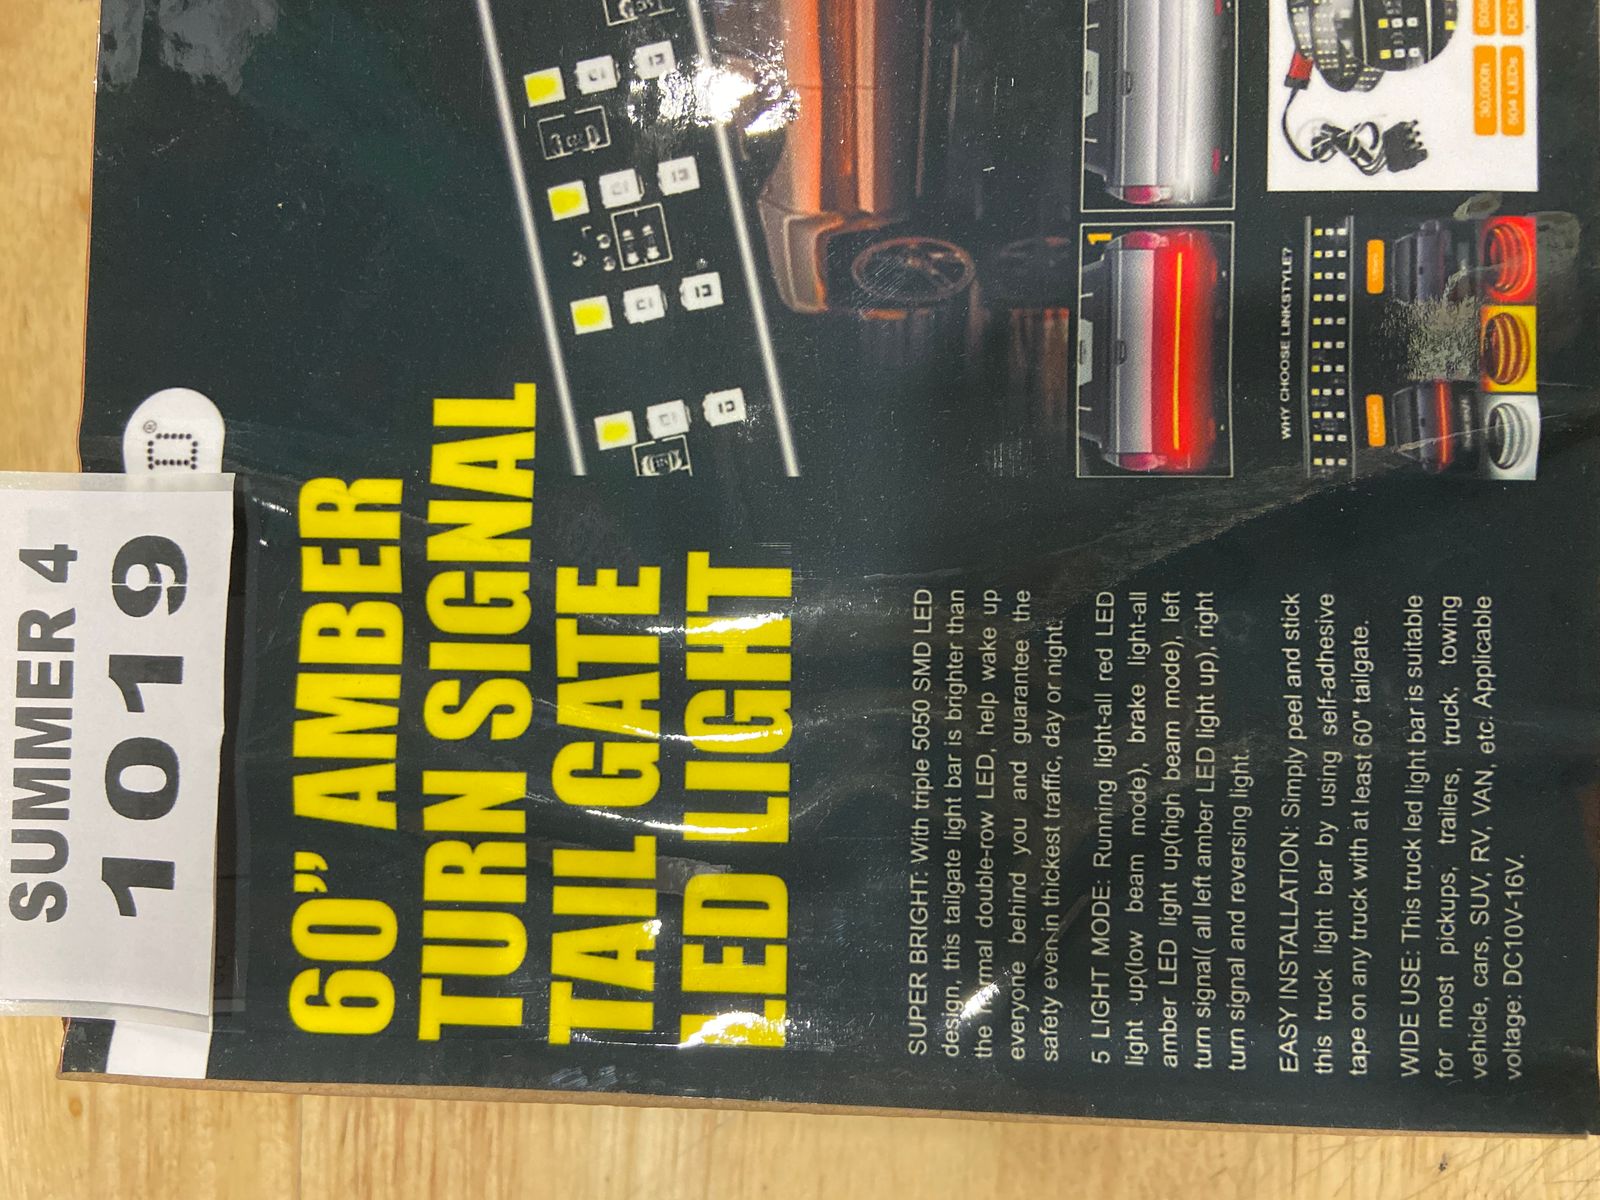 SUMMER 4
1019
D®
60” AMBER
TURN SIGNAL
TAIL GATE
LED LIGHT
SUPER BRIGHT: With triple 5050 SMD LED
design, this tailgate light bar is brighter than
the normal double-row LED, help wake up
everyone behind you and guarantee the
safety even in thickest traffic, day or night.
5 LIGHT MODE: Running light-all red LED
light up(low beam mode), brake light-all
amber LED light up(high beam mode), left
turn signal( all left amber LED light up), right
turn signal and reversing light.
EASY INSTALLATION: Simply peel and stick
this truck light bar by using self-adhesive
tape on any truck with at least 60" tailgate.
WIDE USE: This truck led light bar is suitable
for most pickups, trailers, truck, towing
vehicle, cars, SUV, RV, VAN, etc. Applicable
voltage: DC10V-16V.
1
WHY CHOOSE LINKSTYLE?
30,000h
504 LEDs